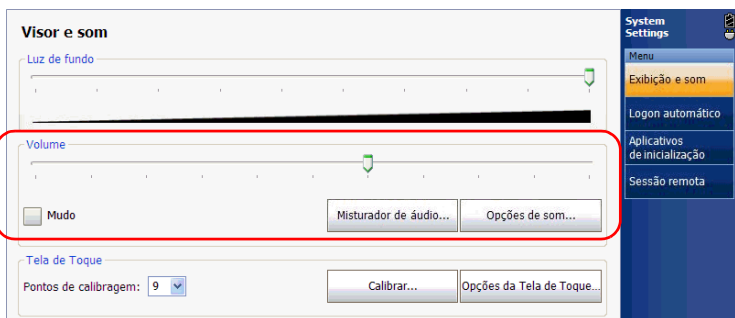 Visor e som
Luz de fundo
Volume
Mudo
Misturador de áudio...
Opções de som...
Tela de Toque
Pontos de calibragem: 9
Calibrar...
Opções da Tela de Toque...
System
Settings
Menu
Exibição e som
Logon automático
Aplicativos
de inicialização
Sessão remota